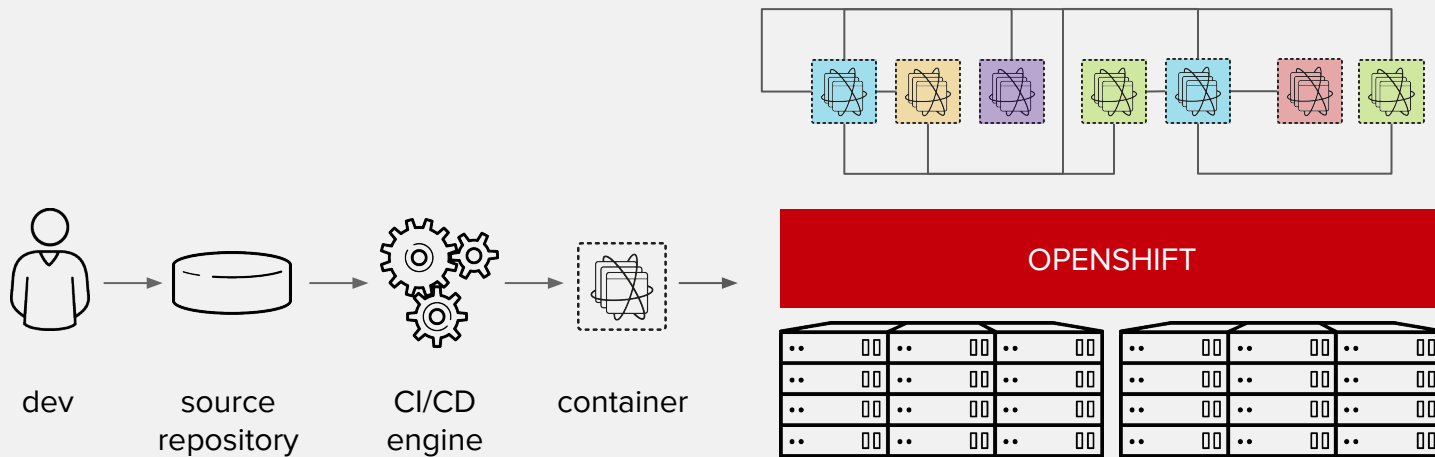 OPENSHIFT
dev
source
repository
CI/CD
engine
container